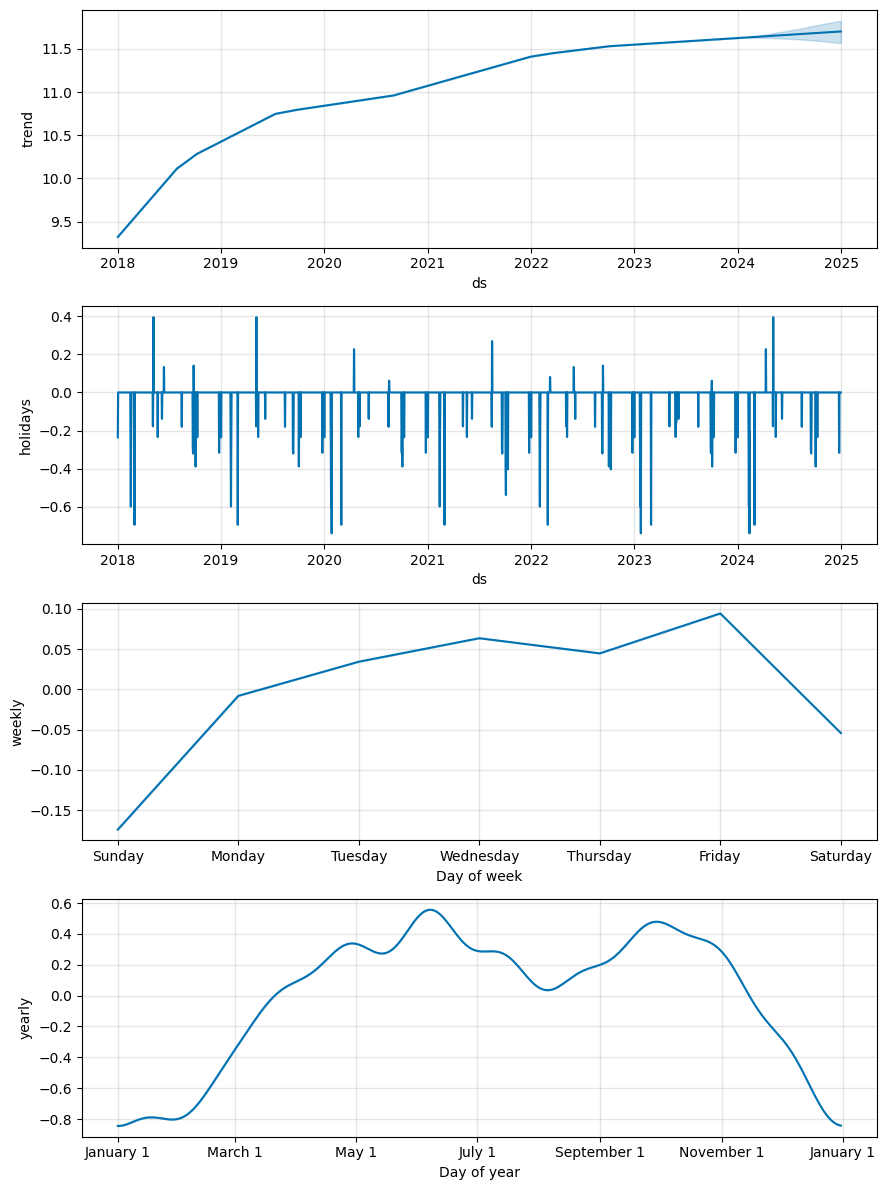 11.5
11.0
10.5
10.0
9.5
trend
2018 2019 2020 2021 2022 2023 2024 2025
ds
0.4
0.2
0.0
−0.2
−0.4
−0.6
holidays
2018 2019 2020 2021 2022 2023 2024 2025
ds
0.10
0.05
0.00
−0.05
−0.10
−0.15
weekly
Sunday Monday Tuesday Wednesday Thursday Friday Saturday
Day of week
0.6
0.4
0.2
0.0
−0.2
−0.4
−0.6
−0.8
yearly
January 1 March 1 May 1 July 1 September 1 November 1 January 1
Day of year